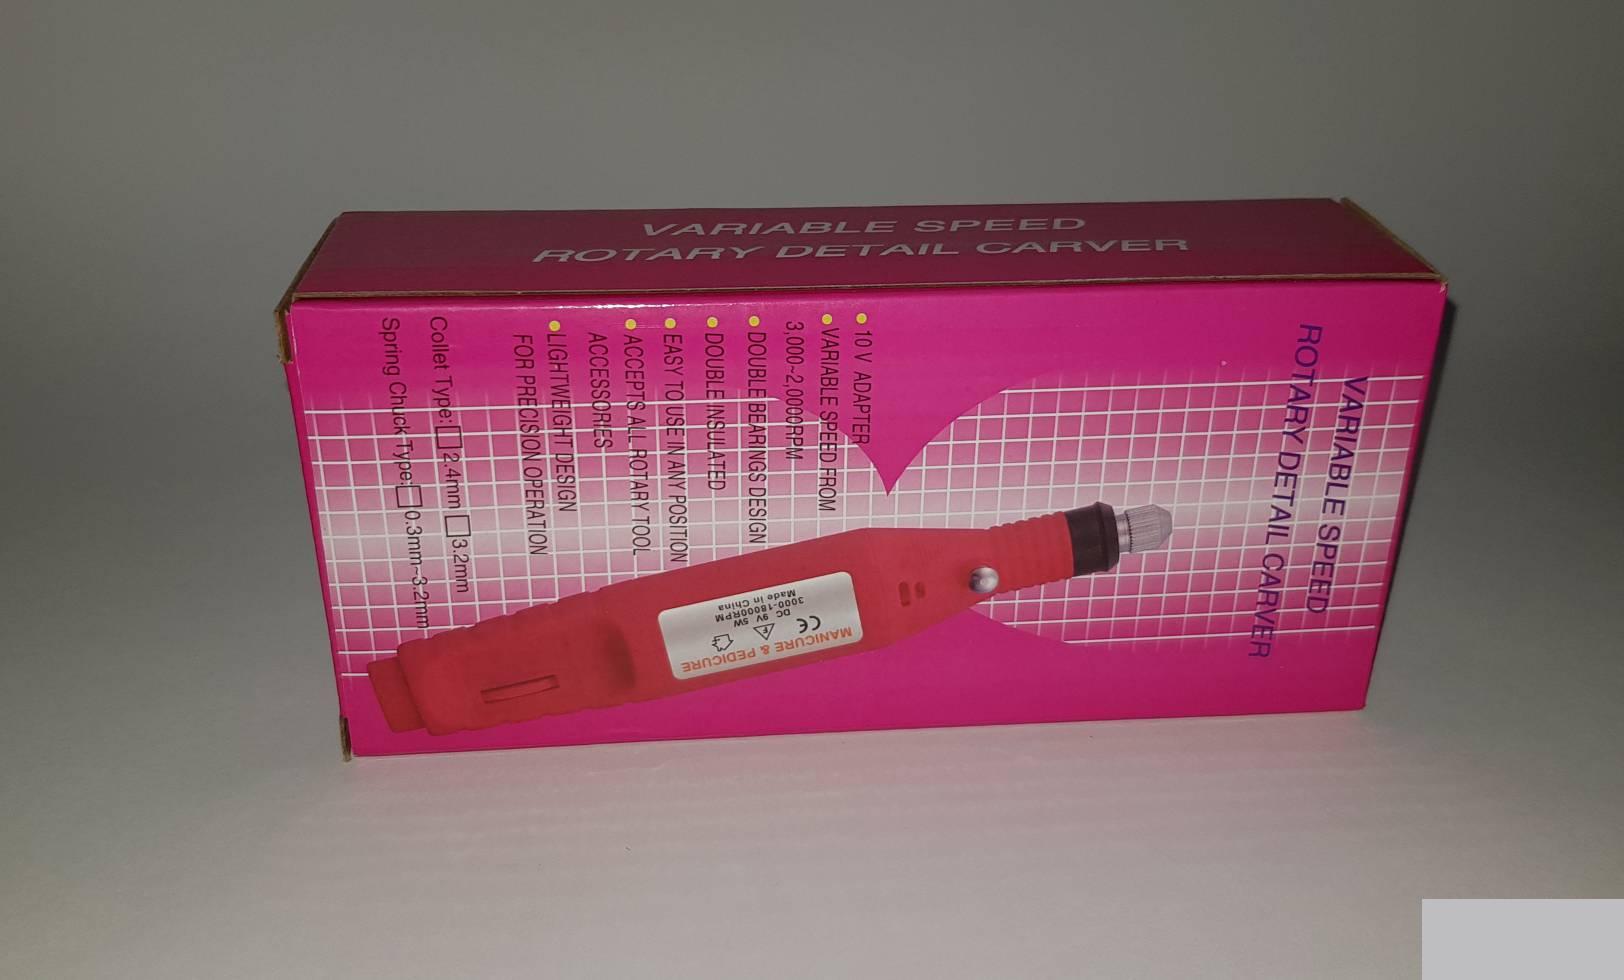 VARIABLE SPEED
ROTARY DETAIL CARVER
VARIABLE SPEED
ROTARY DETAIL CARVER
10 V ADAPTER
VARIABLE SPEED FROM
3,000~2,0000RPM
DOUBLE BEARINGS DESIGN
DOUBLE INSULATED
EASY TO USE IN ANY POSITION
ACCEPTS ALL ROTARY TOOL
ACCESSORIES
LIGHTWEIGHT DESIGN
FOR PRECISION OPERATION
Collet Type: □ 2.4mm □ 3.2mm
Spring Chuck Type: □ 0.3mm~3.2mm
MANICURE & PEDICURE
CE F
DC 9V 5W
3000-18000RPM
Made in China